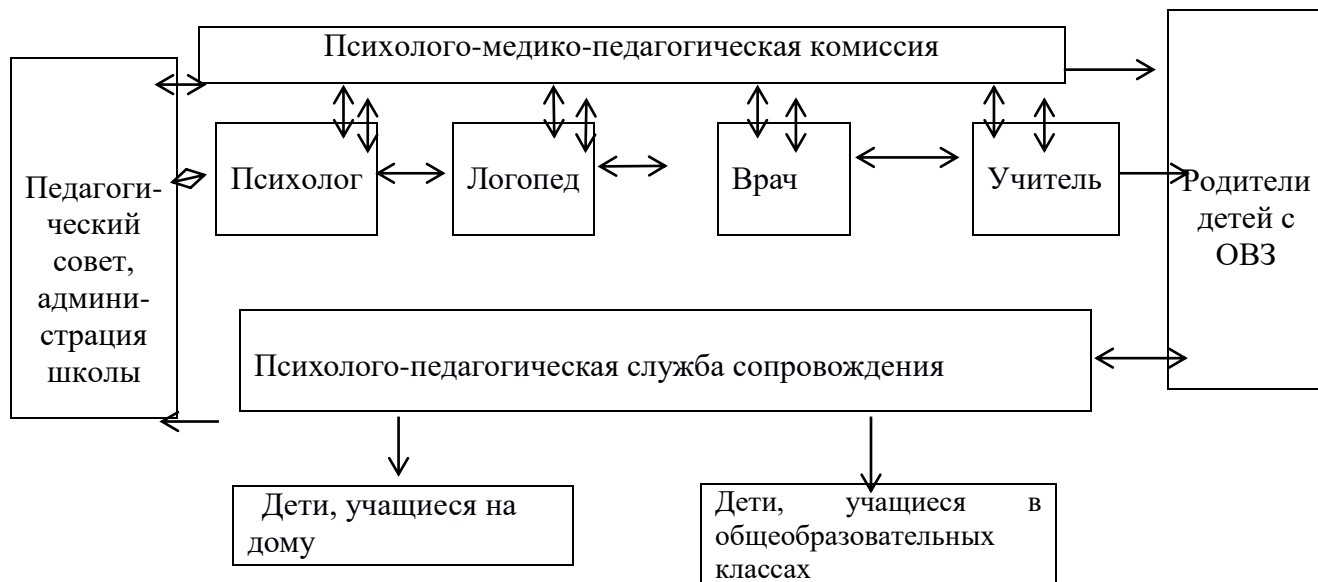 Психолого-медико-педагогическая комиссия
Педагоги-
ческий
совет,
админи-
страция
школы
Психолог
Логопед
Врач
Учитель
Родители
детей с
ОВЗ
Психолого-педагогическая служба сопровождения
Дети, учащиеся на
дому
Дети, учащиеся в
общеобразовательных
классах